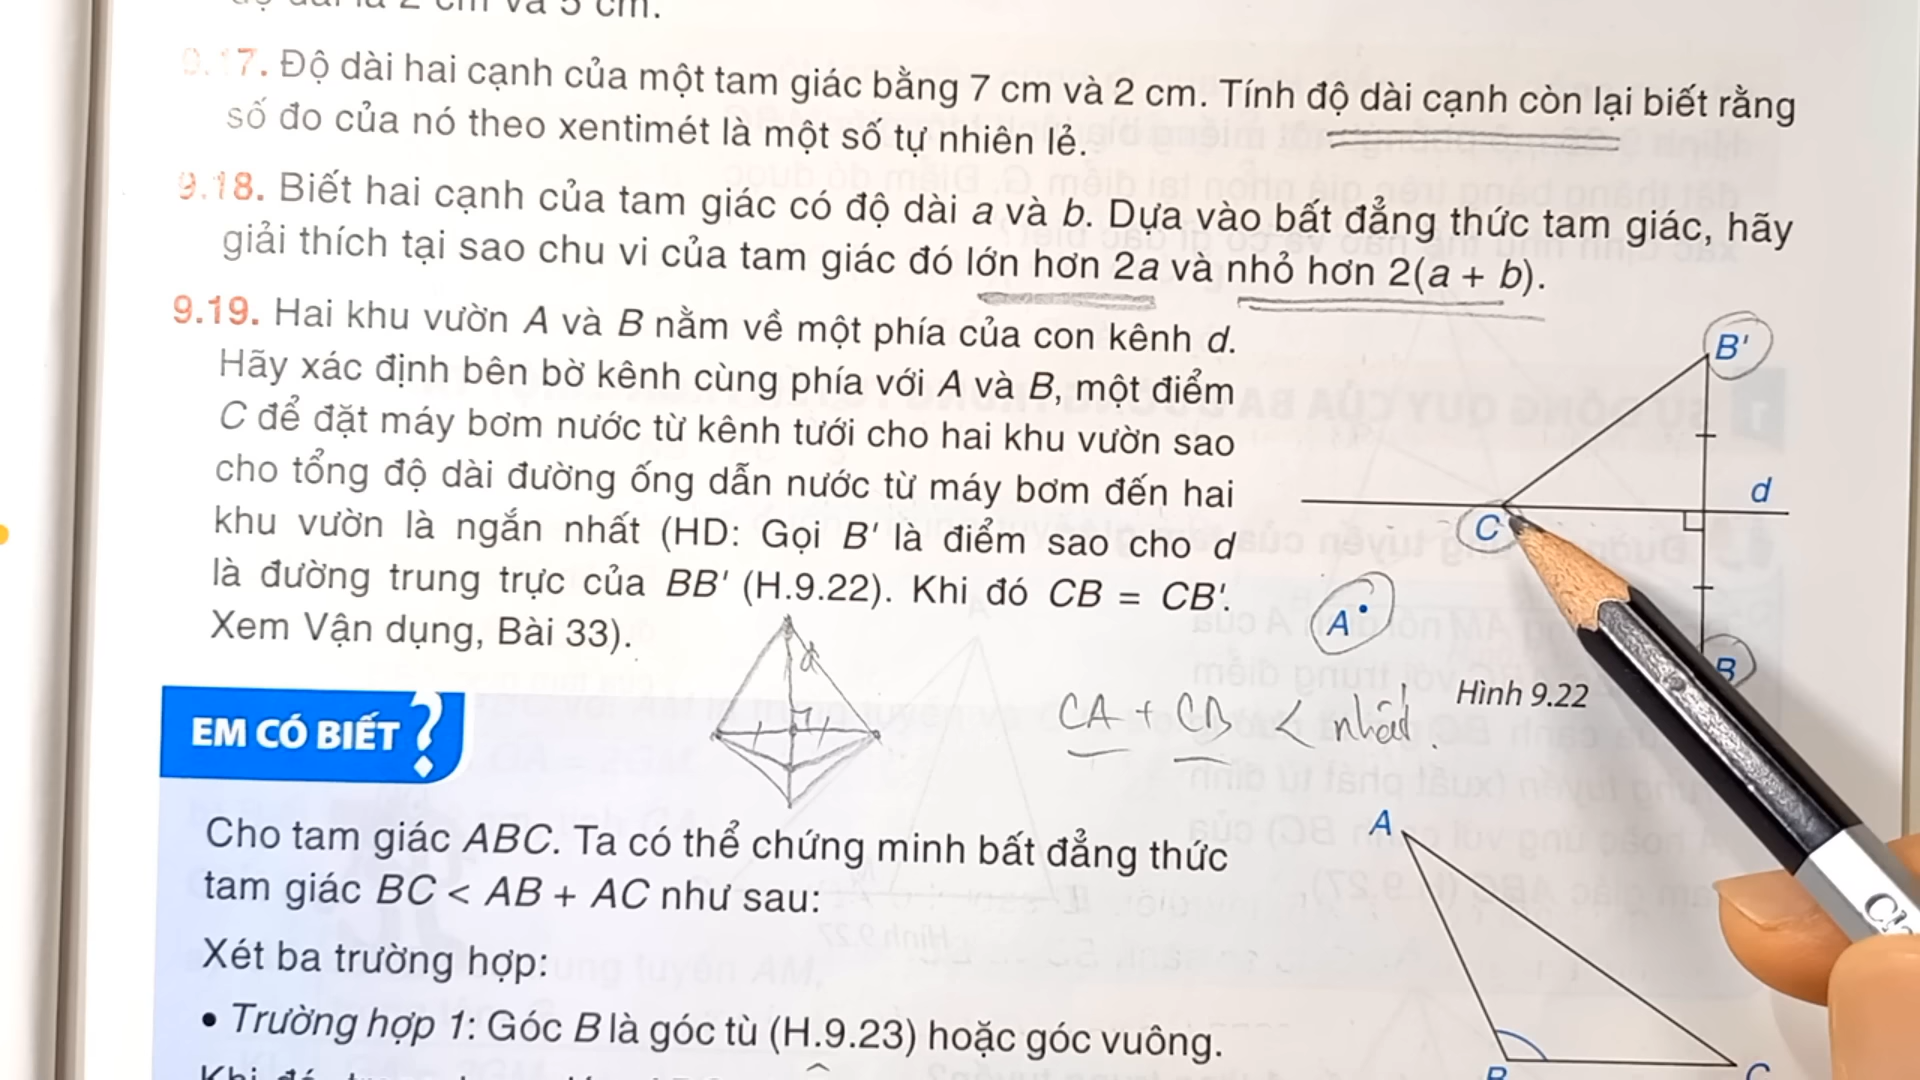 độ dài là 2 cm và 5 cm.
9.17. Độ dài hai cạnh của một tam giác bằng 7 cm và 2 cm. Tính độ dài cạnh còn lại biết rằng
số đo của nó theo xentimét là một số tự nhiên lẻ.
9.18. Biết hai cạnh của tam giác có độ dài a và b. Dựa vào bất đẳng thức tam giác, hãy
giải thích tại sao chu vi của tam giác đó lớn hơn 2a và nhỏ hơn 2(a + b).
9.19. Hai khu vườn A và B nằm về một phía của con kênh d.
Hãy xác định bên bờ kênh cùng phía với A và B, một điểm
C để đặt máy bơm nước từ kênh tưới cho hai khu vườn sao
cho tổng độ dài đường ống dẫn nước từ máy bơm đến hai
khu vườn là ngắn nhất (HD: Gọi B' là điểm sao cho d
là đường trung trực của BB' (H.9.22). Khi đó CB = CB'.
Xem Vận dụng, Bài 33).
B'
d
C
A
B
Hình 9.22
d
CA + CB < nhất.
EM CÓ BIẾT ?
Cho tam giác ABC. Ta có thể chứng minh bất đẳng thức
tam giác BC < AB + AC như sau:
Xét ba trường hợp:
• Trường hợp 1: Góc B là góc tù (H.9.23) hoặc góc vuông.
A
B
C